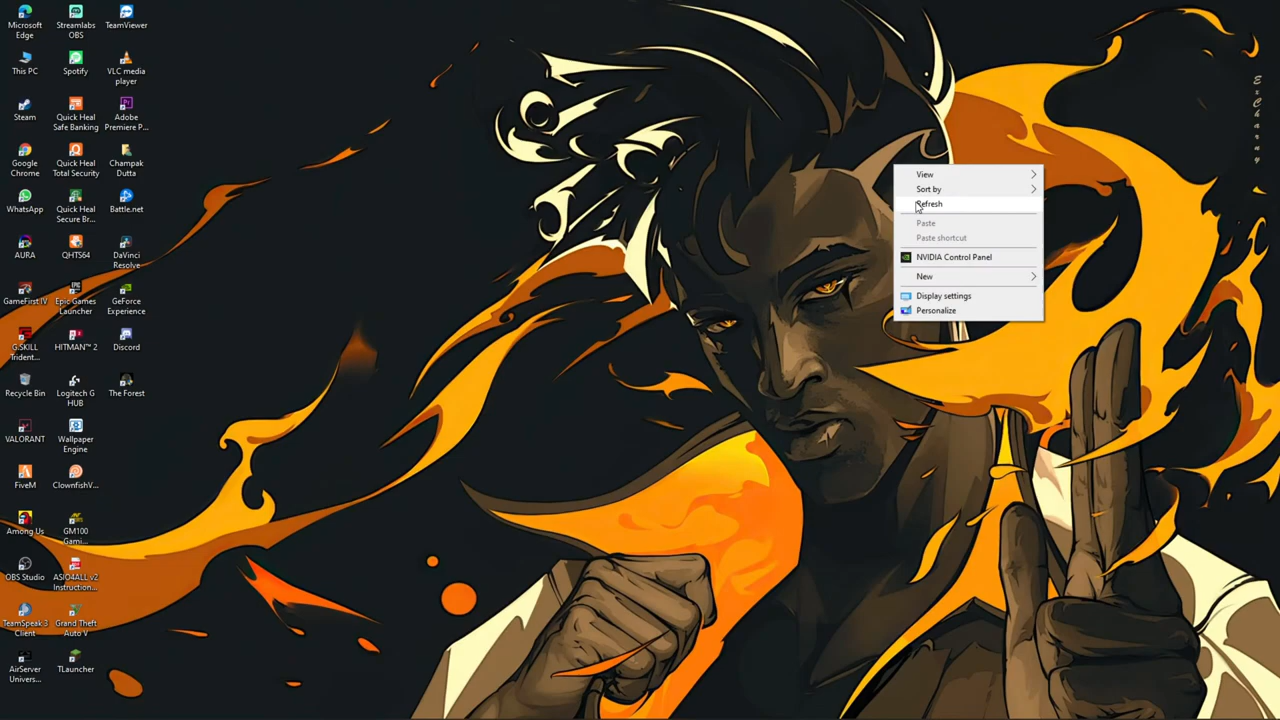 Microsoft
Edge
Streamlabs
OBS
TeamViewer
This PC
Spotify
VLC media
player
Steam
Quick Heal
Safe Banking
Adobe
Premiere P...
Google
Chrome
Quick Heal
Total Security
Champak
Dutta
WhatsApp
Quick Heal
Secure Br...
Battle.net
AURA
QHTS64
DaVinci
Resolve
GameFirst IV
Epic Games
Launcher
GeForce
Experience
G.SKILL
Trident...
HITMAN™ 2
Discord
Recycle Bin
Logitech G
HUB
The Forest
VALORANT
Wallpaper
Engine
FiveM
ClownfishV...
Among Us
GM100
Gami...
OBS Studio
ASIO4ALL v2
Instruction...
TeamSpeak 3
Client
Grand Theft
Auto V
AirServer
Univers...
TLauncher
View
Sort by
Refresh
Paste
Paste shortcut
NVIDIA Control Panel
New
Display settings
Personalize
ExCharny